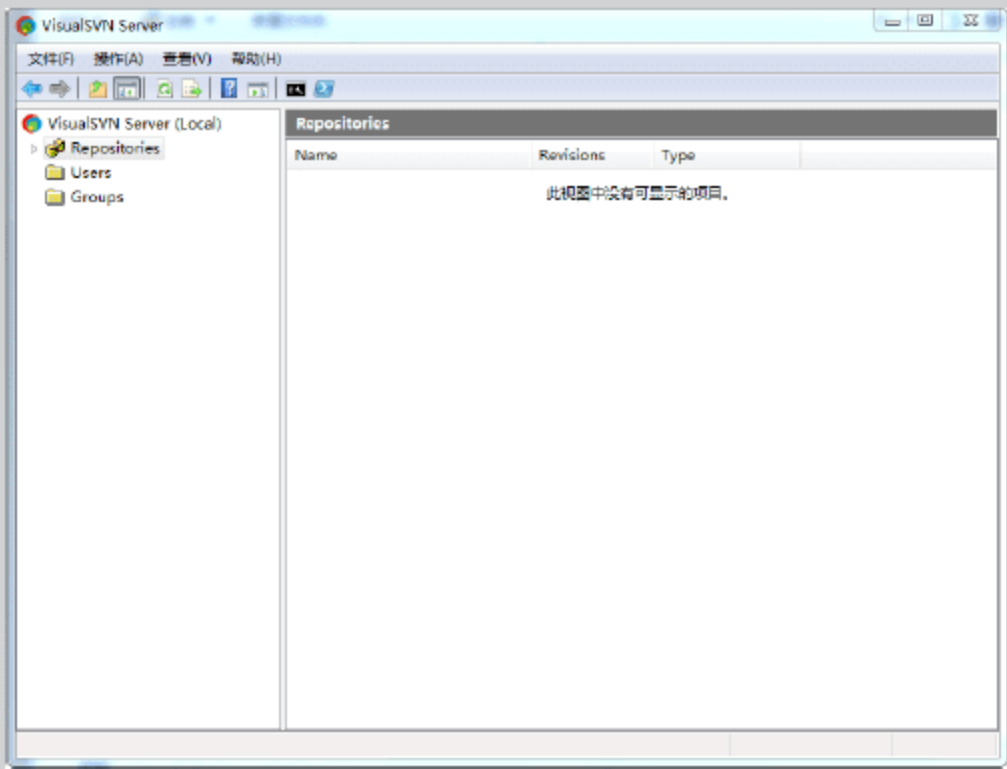 VisualSVN Server
文件(F) 操作(A) 查看(V) 帮助(H)
VisualSVN Server (Local)
Repositories
Users
Groups
Repositories
Name Revisions Type
此视图中没有可显示的项目。